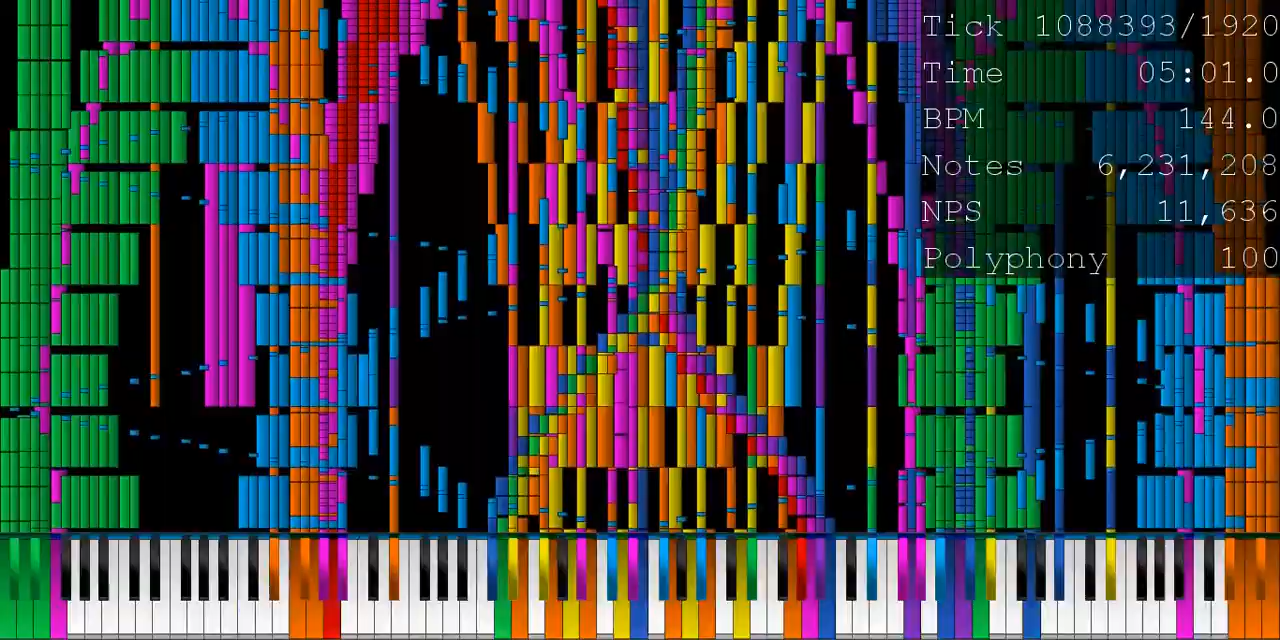 Tick 1088393/1920
Time 05:01.0
BPM 144.0
Notes 6,231,208
NPS 11,636
Polyphony 100